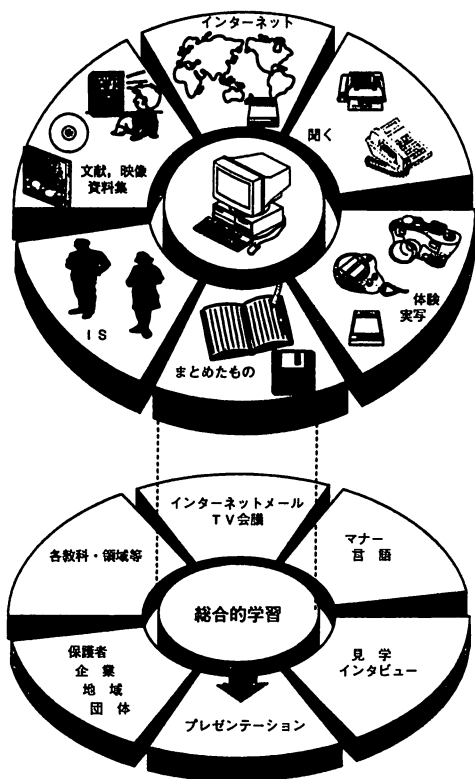 インターネット
聞く
文献，映像
資料集
体験
実写
ＩＳ
まとめたもの
インターネットメール
ＴＶ会議
各教科・領域等
マナー
言 語
総合的学習
保護者
企 業
地 域
団 体
見 学
インタビュー
プレゼンテーション